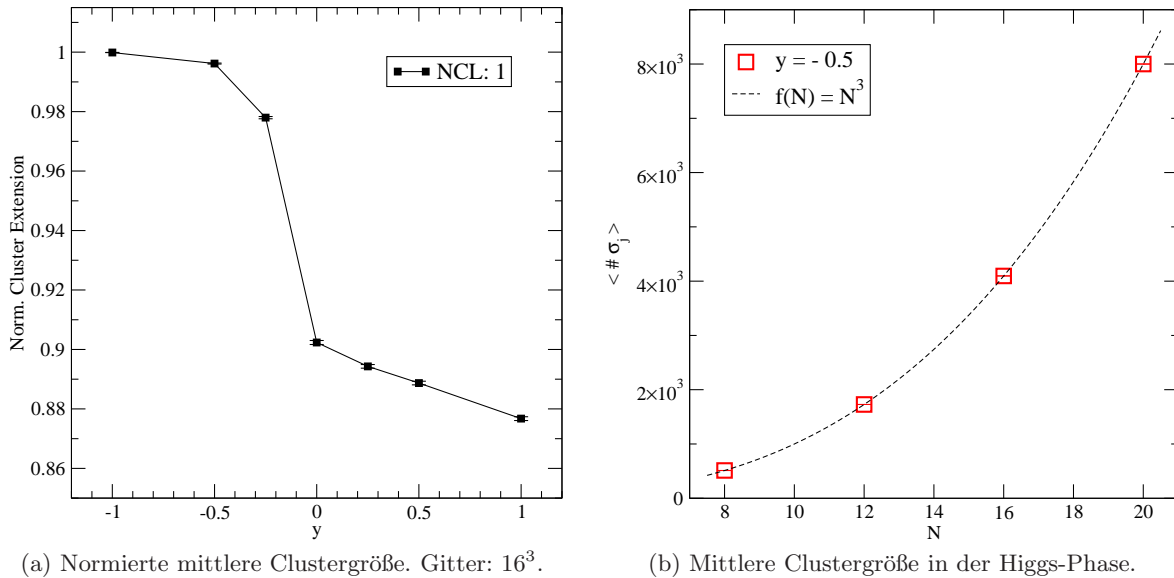 1
0.98
0.96
0.94
0.92
0.9
0.88
0.86
Norm. Cluster Extension
NCL: 1
-1
-0.5
0
0.5
1
y
(a) Normierte mittlere Clustergröße. Gitter: 16³.
8×10³
6×10³
4×10³
2×10³
0
< # σ_j >
y = - 0.5
f(N) = N³
8
10
12
14
16
18
20
N
(b) Mittlere Clustergröße in der Higgs-Phase.